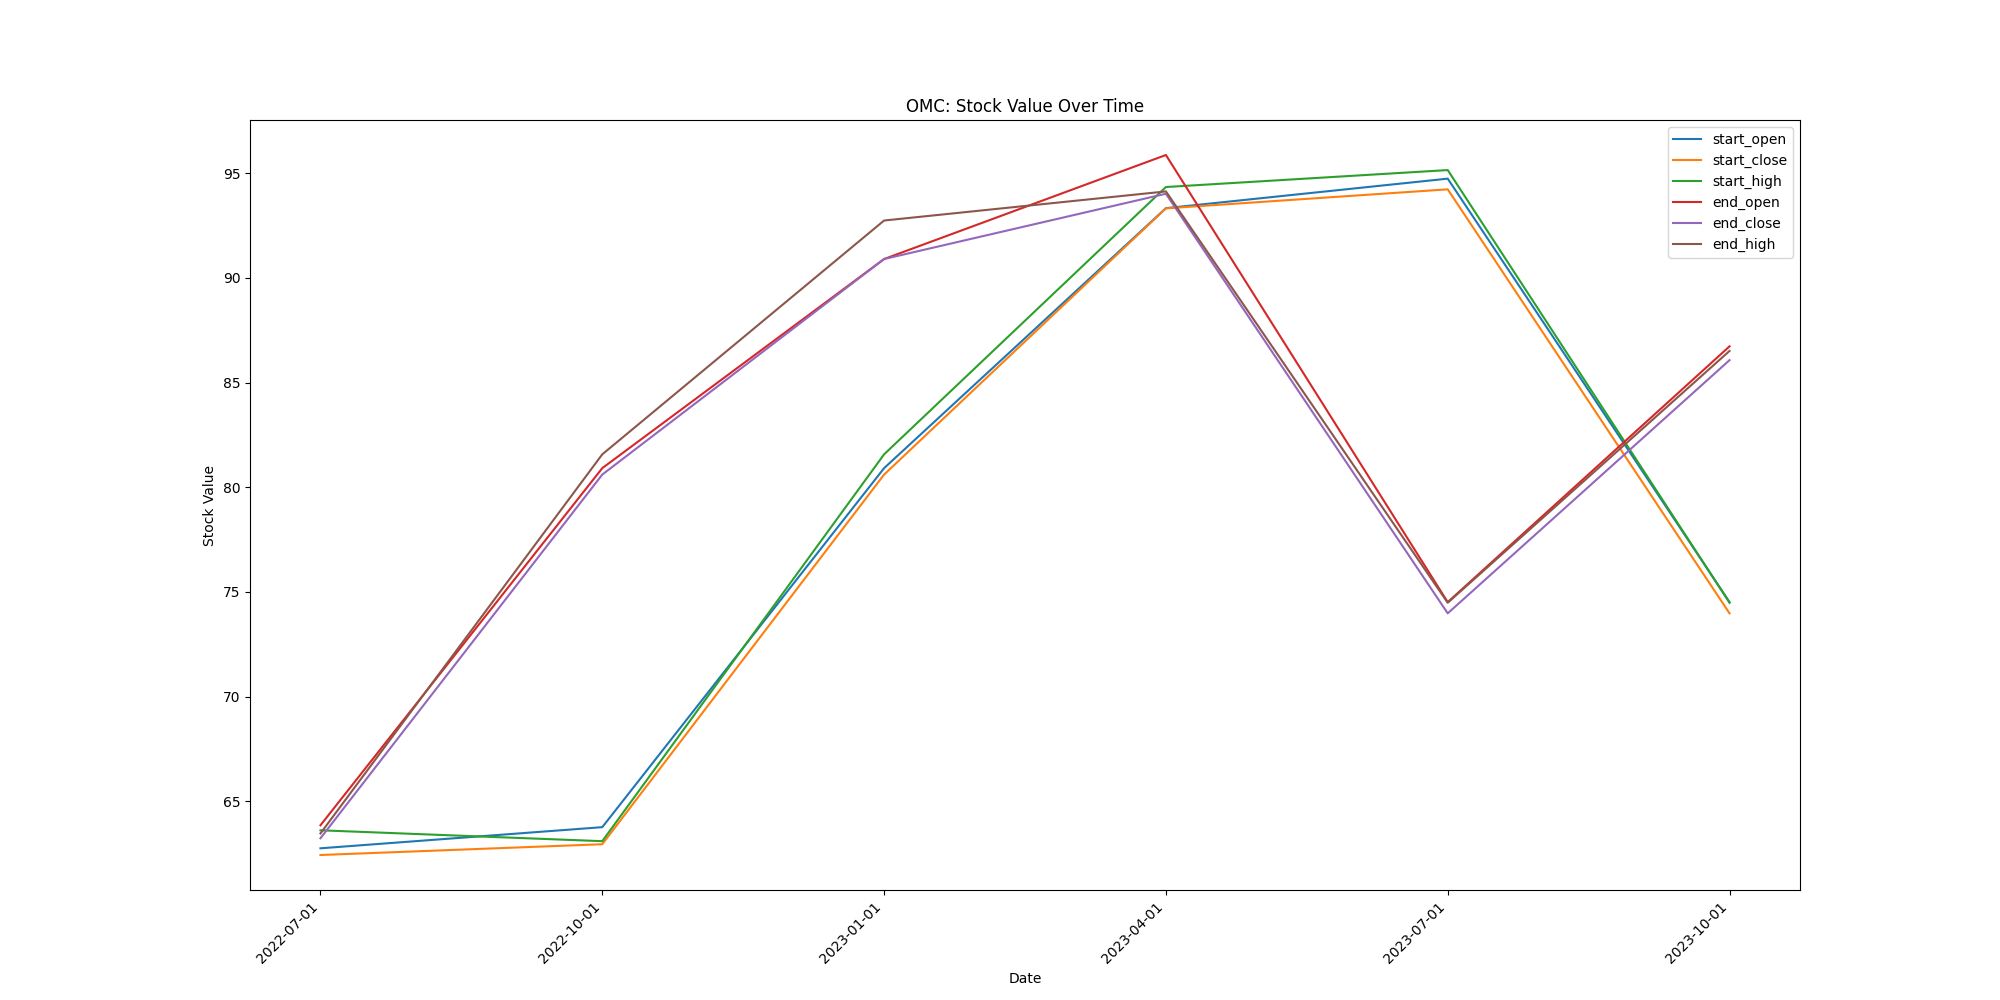 OMC: Stock Value Over Time
start_open
start_close
start_high
end_open
end_close
end_high
Stock Value
95
90
85
80
75
70
65
2022-07-01
2022-10-01
2023-01-01
2023-04-01
2023-07-01
2023-10-01
Date